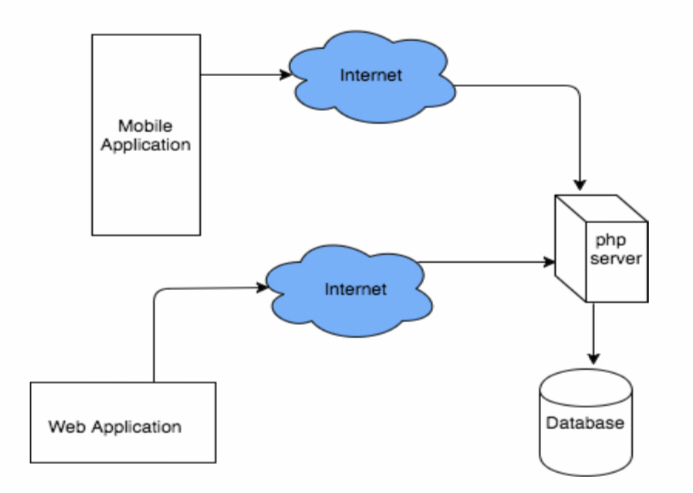 Internet
Mobile
Application
php
server
Internet
Web Application
Database